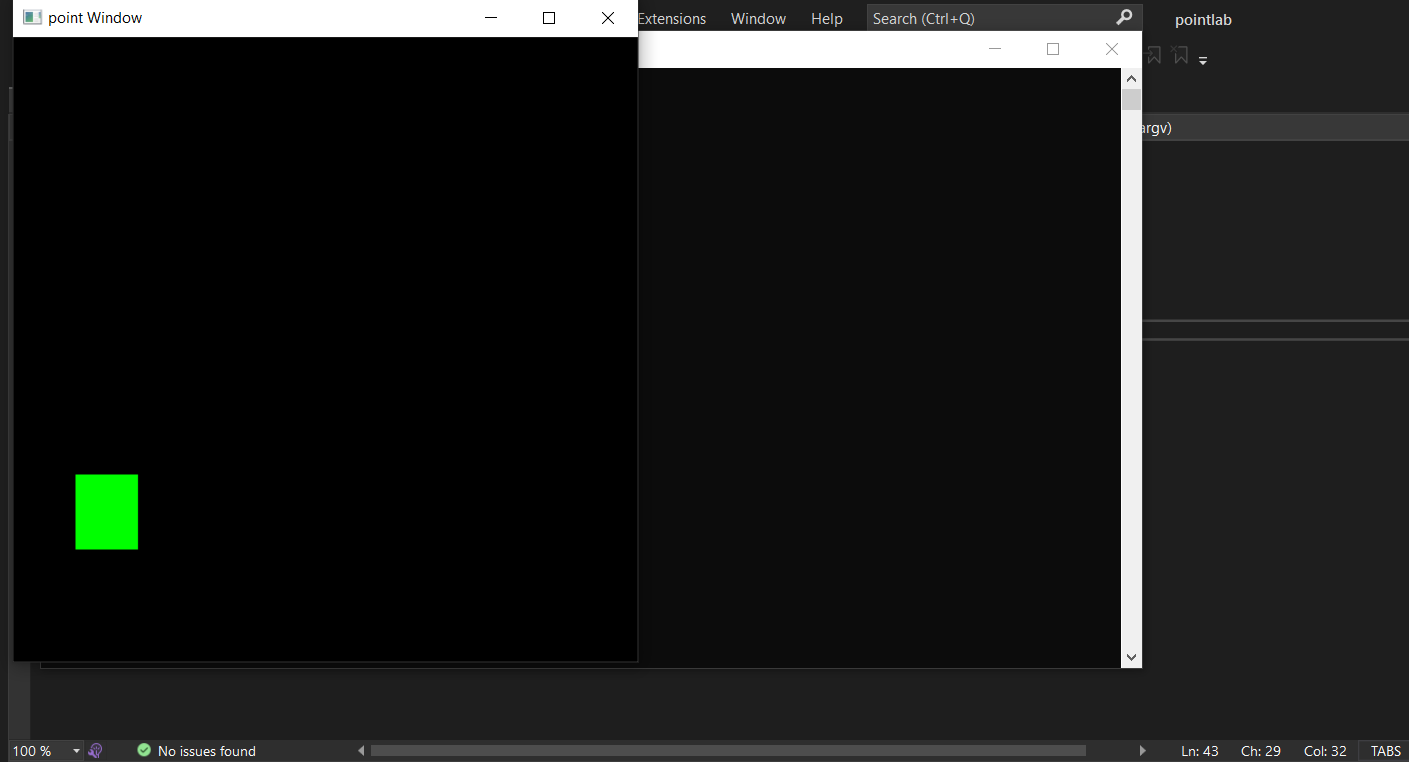 point Window
Extensions Window Help Search (Ctrl+Q) pointlab
argv)
100 % No issues found Ln: 43 Ch: 29 Col: 32 TABS